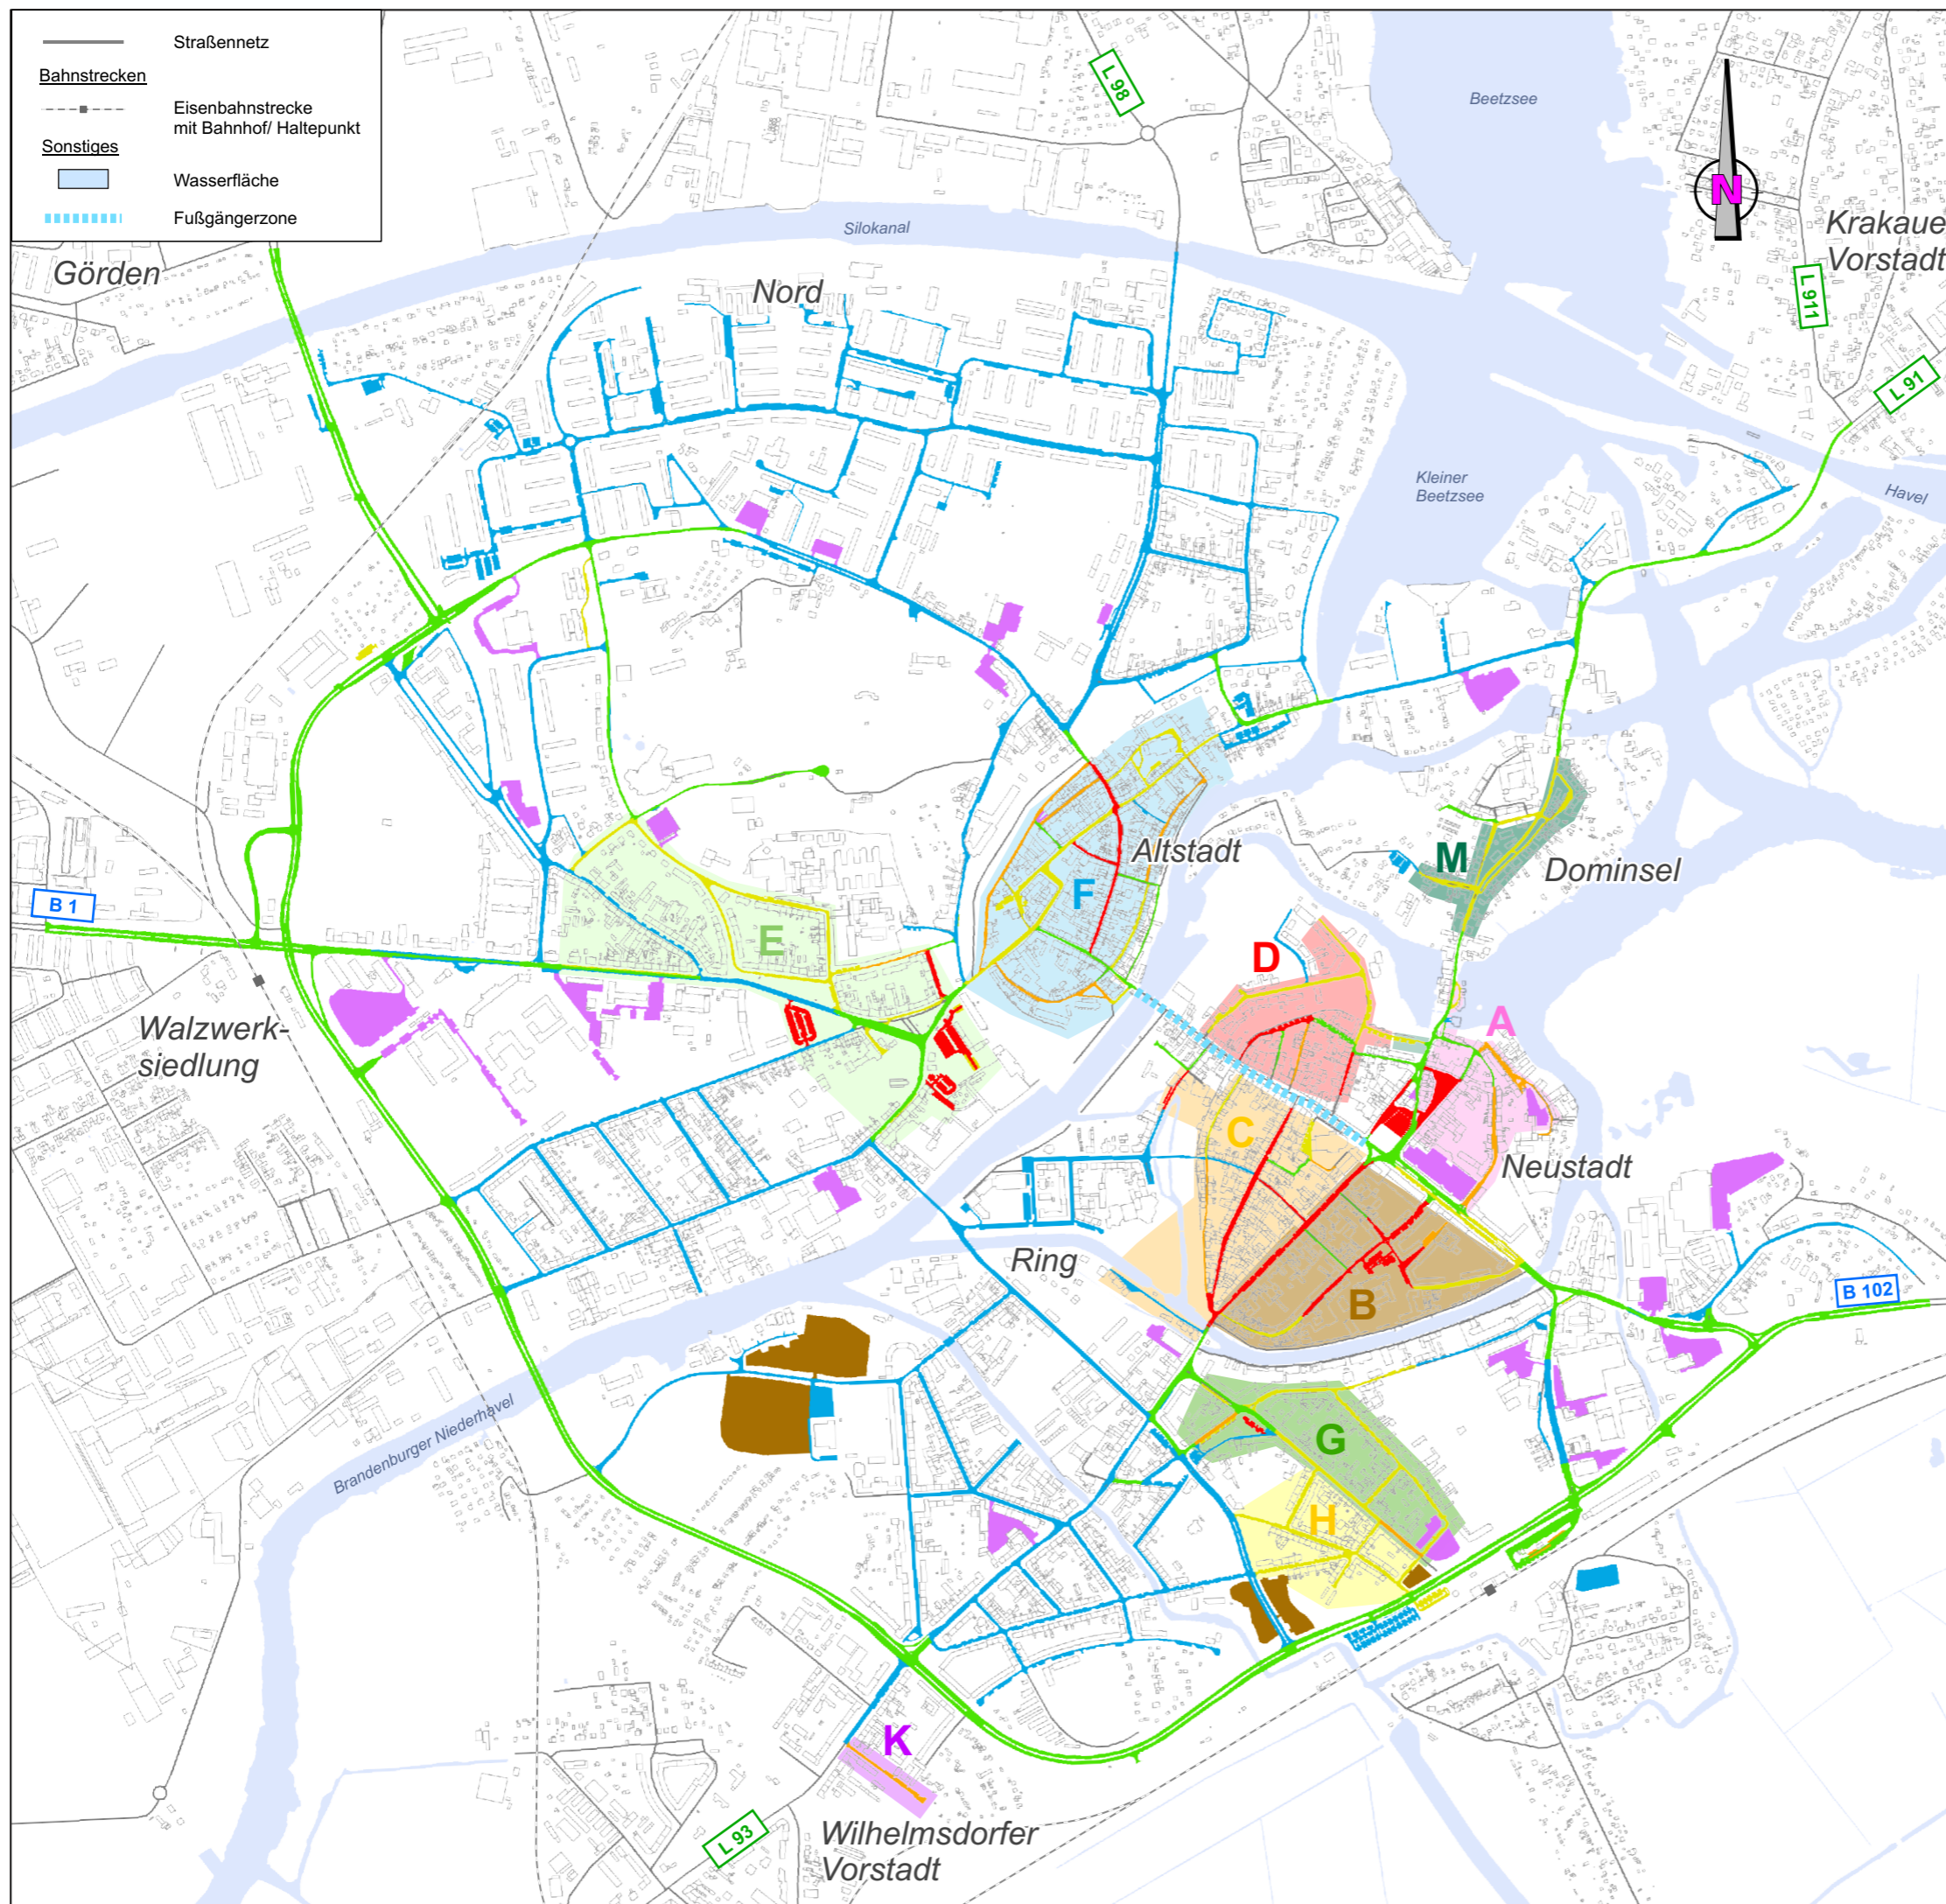 Straßennetz
Bahnstrecken
Eisenbahnstrecke
mit Bahnhof/ Haltepunkt
Sonstiges
Wasserfläche
Fußgängerzone
L 98
Beetzsee
N
Krakaue
Vorstadt
Silokanal
Görden
Nord
L 911
L 91
Kleiner
Beetzsee
Havel
Altstadt
M
Dominsel
F
B 1
E
D
A
Walzwerk-
siedlung
C
Neustadt
Ring
B
B 102
Brandenburger Niederhavel
G
H
K
L 93
Wilhelmsdorfer
Vorstadt